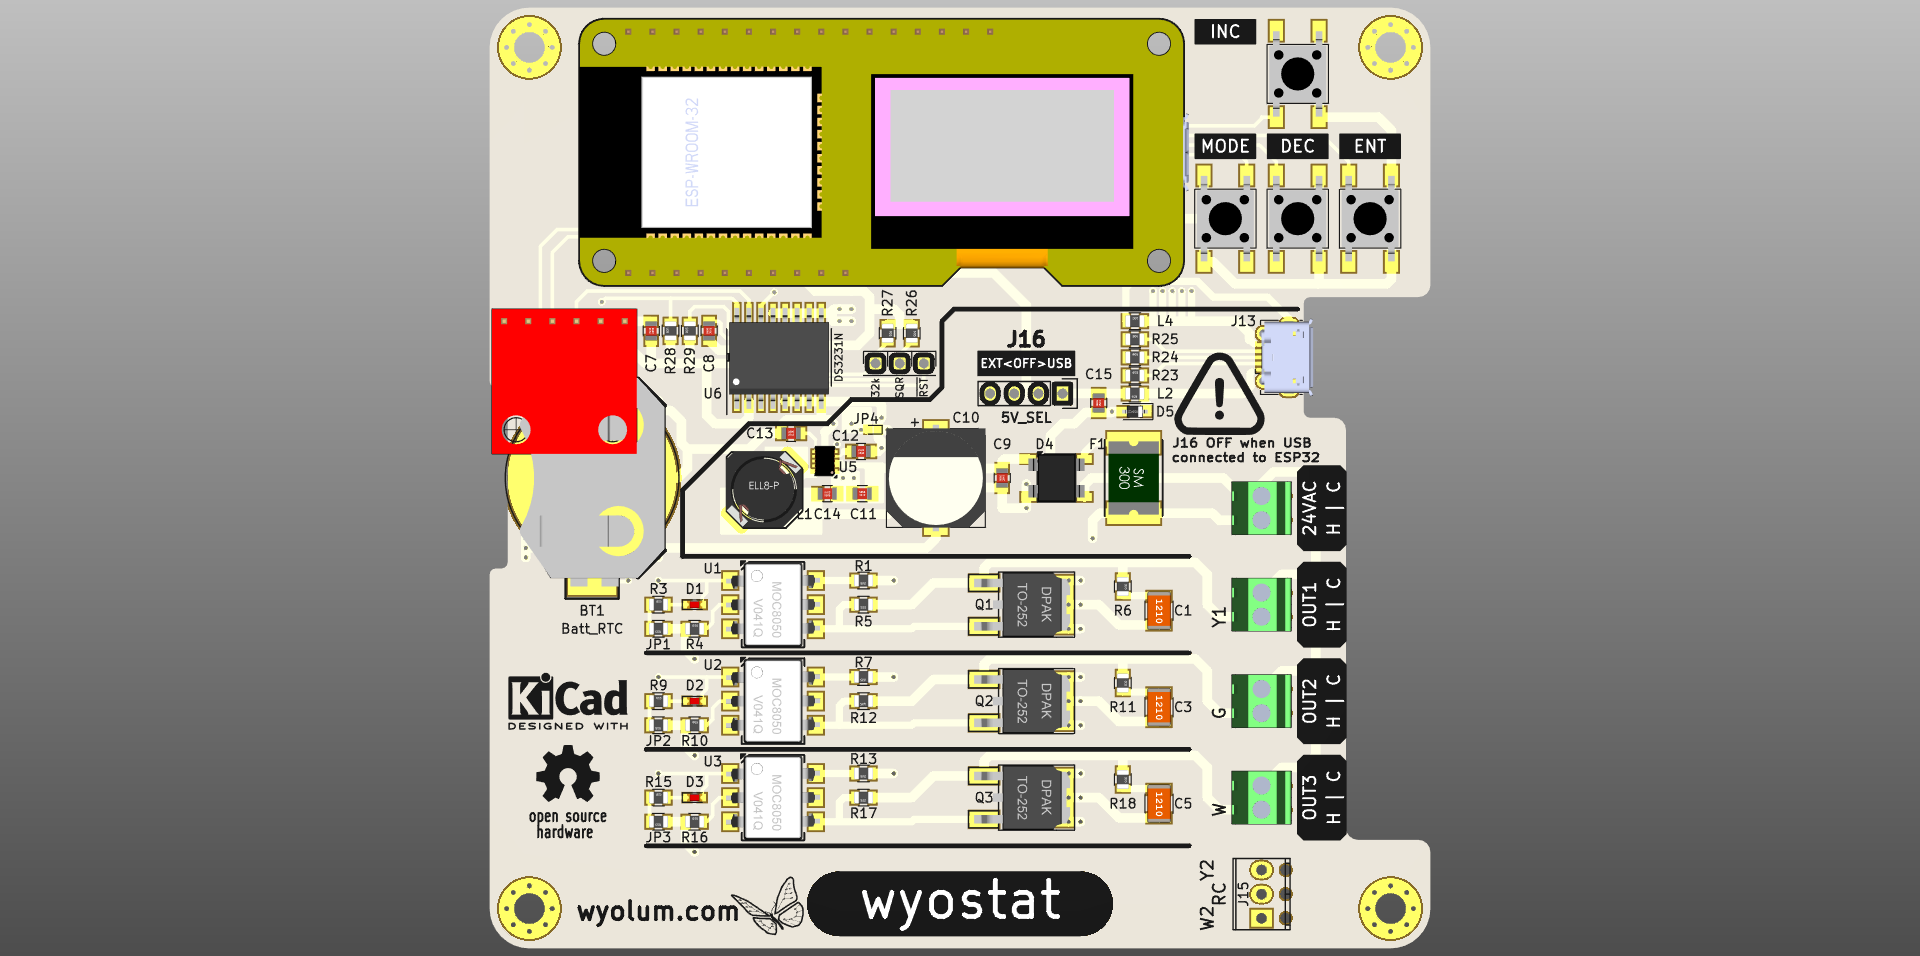 INC
ESP-WROOM-32
MODE
DEC
ENT
R27
R26
C7
R28
R29
C8
U6
DS3231N
32k
SQR
RST
J16
EXT<OFF>USB
5V_SEL
L4
R25
R24
R23
L2
D5
C15
J13
J16 OFF when USB
connected to ESP32
C13
C12
JP4
U5
C10
+
C9
D4
F1
SM
300
ELL8-P
L1
C14
C11
24VAC
H | C
BT1
Batt_RTC
U1
R3
D1
JP1
R4
MOC8050
V041Q
R1
R5
Q1
DPAK
TO-252
R6
1210
C1
Y1
OUT1
H | C
U2
R9
D2
JP2
R10
MOC8050
V041Q
R7
R12
Q2
DPAK
TO-252
R11
1210
C3
G
OUT2
H | C
U3
R15
D3
JP3
R16
MOC8050
V041Q
R13
R17
Q3
DPAK
TO-252
R18
1210
C5
W
OUT3
H | C
KiCad
DESIGNED WITH
open source
hardware
wyolum.com
wyostat
W2
RC
Y2
J15